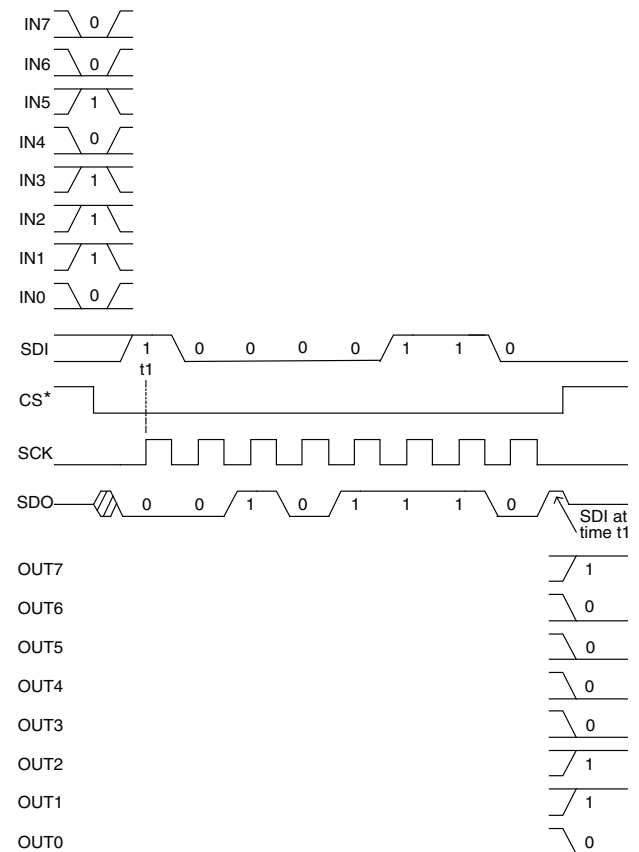 IN7 0
IN6 0
IN5 1
IN4 0
IN3 1
IN2 1
IN1 1
IN0 0
SDI 1 0 0 0 0 1 1 0
t1
CS*
SCK
SDO 0 0 1 0 1 1 1 0
SDI at
time t1
OUT7 1
OUT6 0
OUT5 0
OUT4 0
OUT3 0
OUT2 1
OUT1 1
OUT0 0